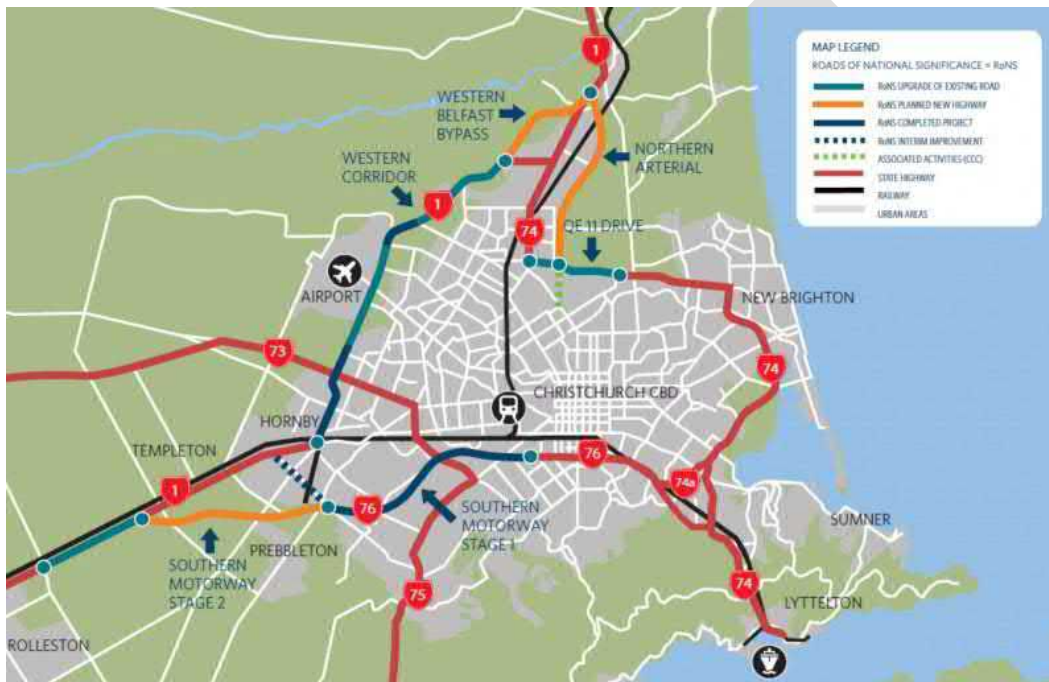 MAP LEGEND
ROADS OF NATIONAL SIGNIFICANCE = RoNS
RoNS UPGRADE OF EXISTING ROAD
RoNS PLANNED NEW HIGHWAY
RoNS COMPLETED PROJECT
RoNS INTERIM IMPROVEMENT
ASSOCIATED ACTIVITIES (CCC)
STATE HIGHWAY
RAILWAY
URBAN AREAS
1
WESTERN
BELFAST
BYPASS
NORTHERN
ARTERIAL
WESTERN
CORRIDOR
1
74
QE 11 DRIVE
AIRPORT
NEW BRIGHTON
73
74
CHRISTCHURCH CBD
HORNBY
TEMPLETON
76
74a
1
76
SOUTHERN
MOTORWAY
STAGE I
SUMNER
PREBBLETON
SOUTHERN
MOTORWAY
STAGE 2
75
74
LYTTELTON
ROLLESTON